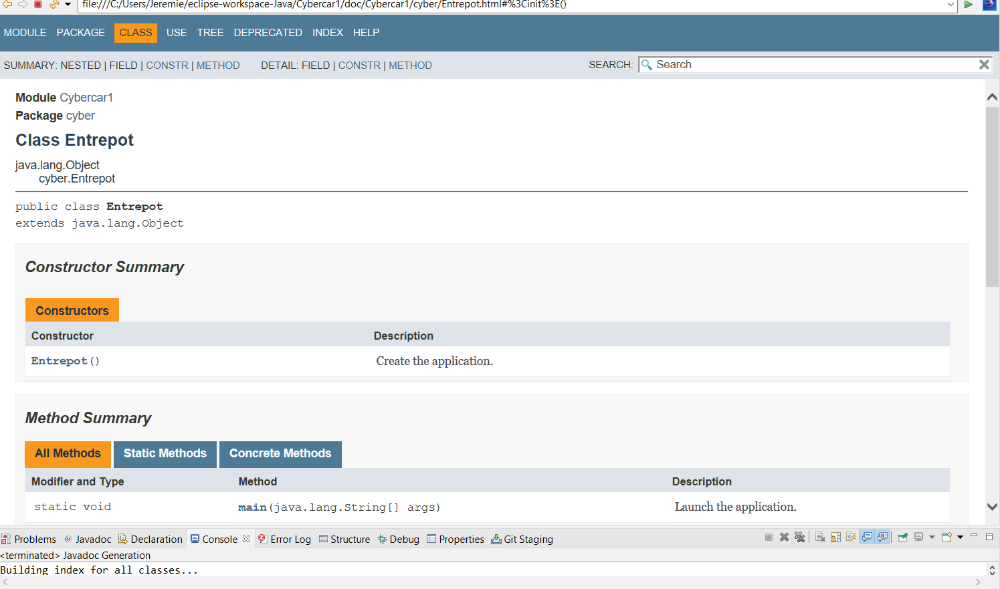 file:///C:/Users/Jeremie/eclipse-workspace-Java/Cybercar1/doc/Cybercar1/cyber/Entrepot.html#%3Cinit%3E()
MODULE PACKAGE CLASS USE TREE DEPRECATED INDEX HELP
SUMMARY: NESTED | FIELD | CONSTR | METHOD DETAIL: FIELD | CONSTR | METHOD SEARCH: Search
Module Cybercar1
Package cyber
Class Entrepot
java.lang.Object
cyber.Entrepot
public class Entrepot
extends java.lang.Object
Constructor Summary
Constructors
Constructor Description
Entrepot() Create the application.
Method Summary
All Methods Static Methods Concrete Methods
Modifier and Type Method Description
static void main(java.lang.String[] args) Launch the application.
Problems @ Javadoc Declaration Console Error Log Structure Debug Properties Git Staging
<terminated> Javadoc Generation
Building index for all classes...